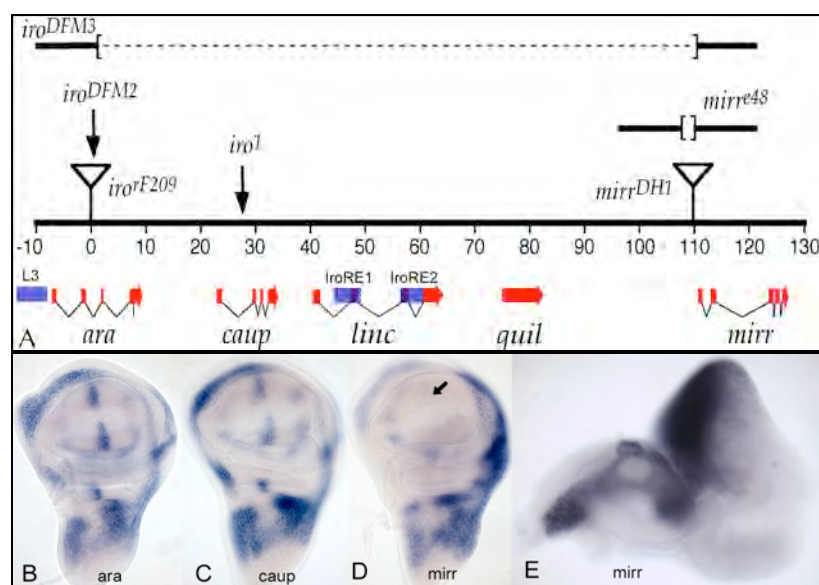 iroDFM3
iroDFM2
mirre48
iro1
irorF209
mirrDH1
-10 0 10 20 30 40 50 60 70 80 90 100 110 120 130
L3 IroRE1 IroRE2
A ara caup linc quil mirr
B ara C caup D mirr E mirr